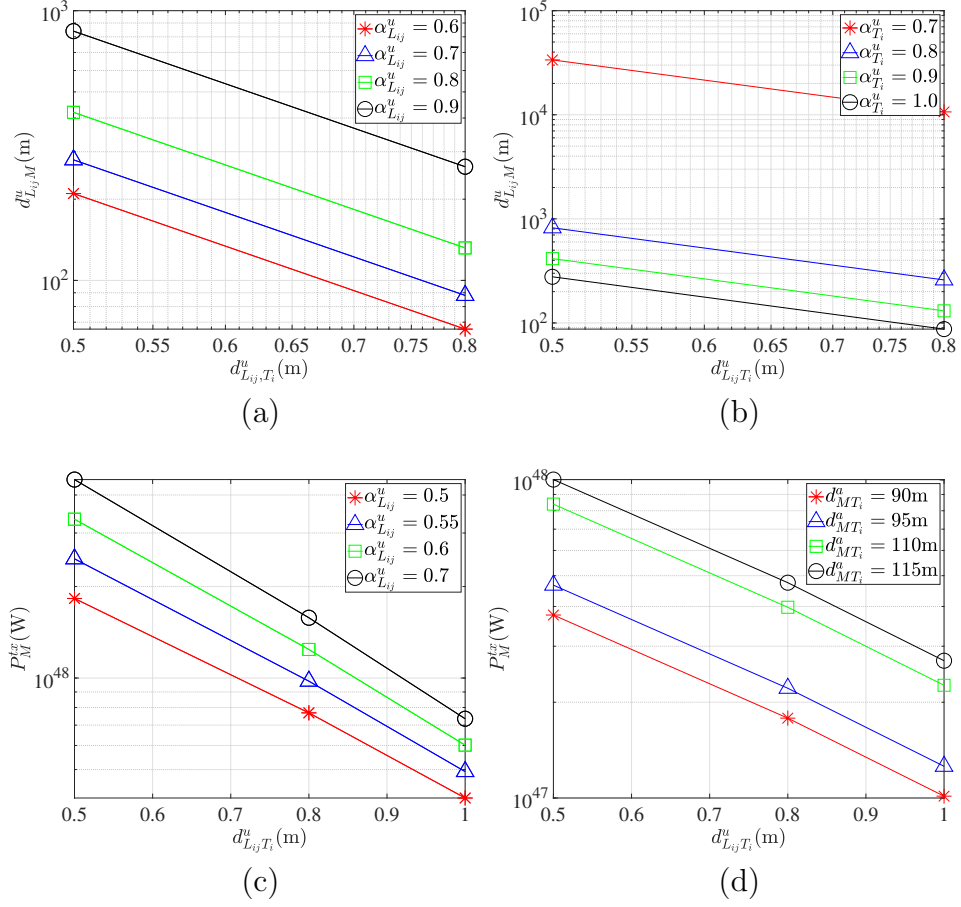 10^3
10^2
d^u_{L_{ij}M}(m)
α^u_{L_{ij}} = 0.6
α^u_{L_{ij}} = 0.7
α^u_{L_{ij}} = 0.8
α^u_{L_{ij}} = 0.9
0.5 0.55 0.6 0.65 0.7 0.75 0.8
d^u_{L_{ij},T_i}(m)
(a)
10^5
10^4
10^3
10^2
d^u_{L_{ij}M}(m)
α^u_{T_i} = 0.7
α^u_{T_i} = 0.8
α^u_{T_i} = 0.9
α^u_{T_i} = 1.0
0.5 0.55 0.6 0.65 0.7 0.75 0.8
d^u_{L_{ij}T_i}(m)
(b)
10^48
P^{tx}_M(W)
α^u_{L_{ij}} = 0.5
α^u_{L_{ij}} = 0.55
α^u_{L_{ij}} = 0.6
α^u_{L_{ij}} = 0.7
0.5 0.6 0.7 0.8 0.9 1
d^u_{L_{ij}T_i}(m)
(c)
10^48
10^47
P^{tx}_M(W)
d^a_{MT_i} = 90m
d^a_{MT_i} = 95m
d^a_{MT_i} = 110m
d^a_{MT_i} = 115m
0.5 0.6 0.7 0.8 0.9 1
d^u_{L_{ij}T_i}(m)
(d)